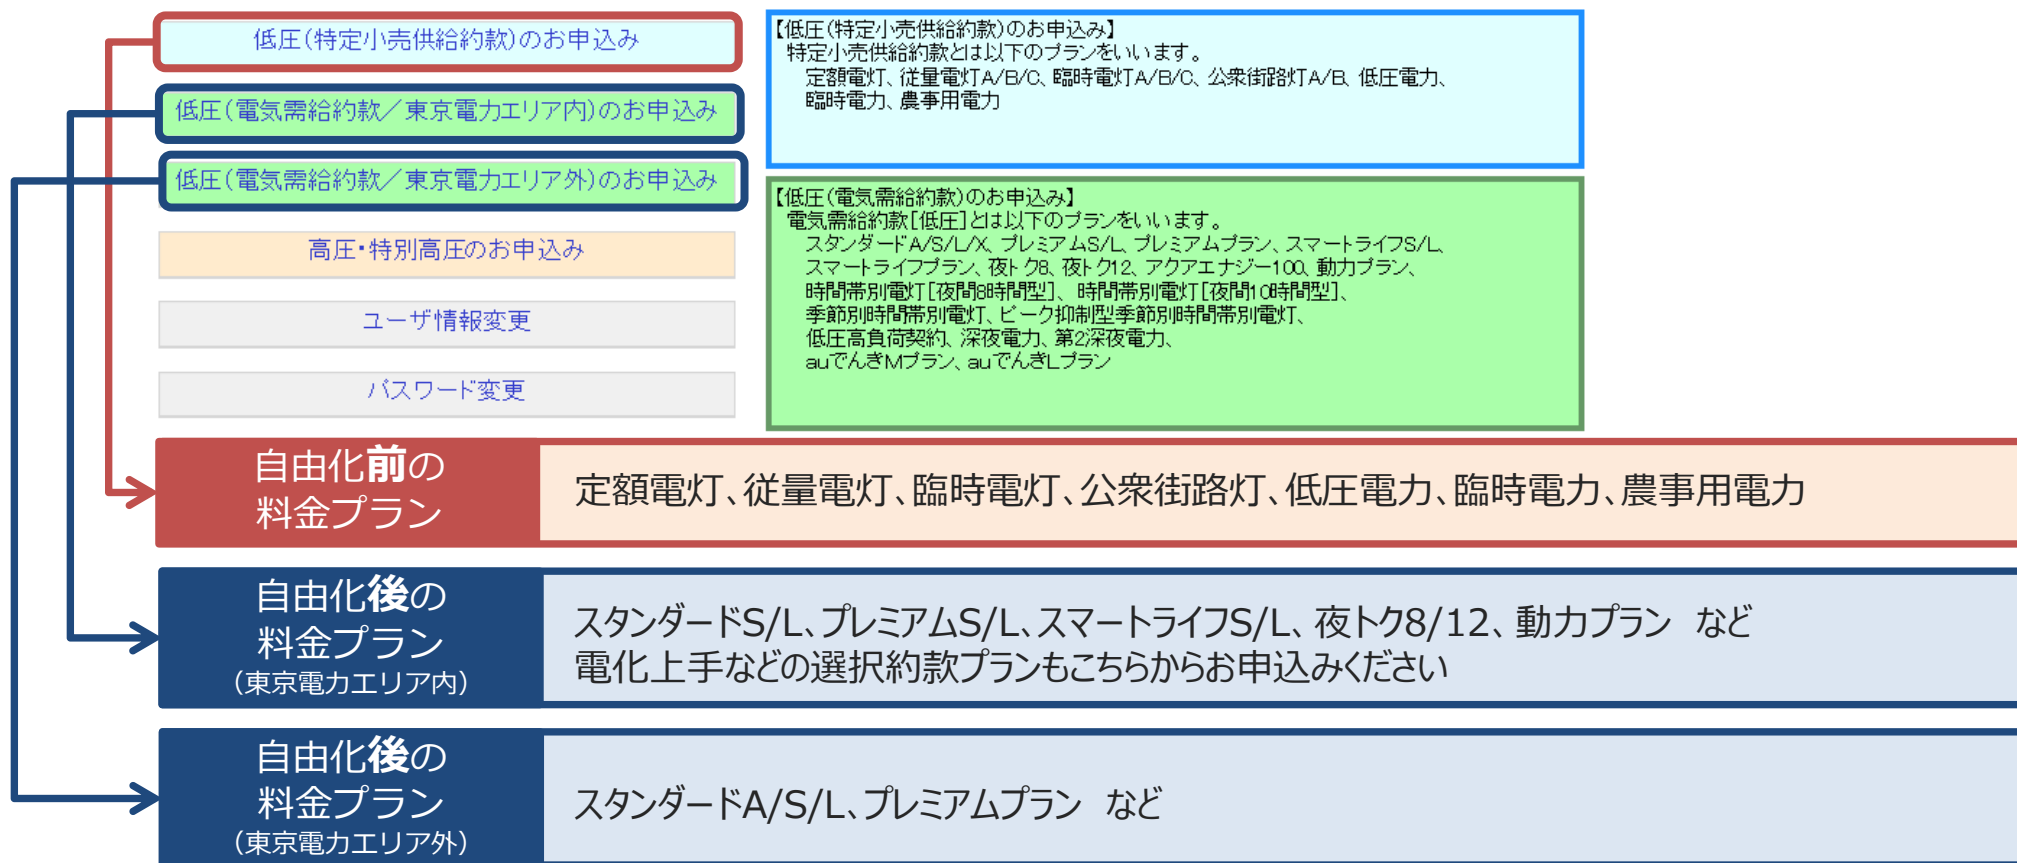 低圧(特定小売供給約款)のお申込み
低圧(電気需給約款/東京電力エリア内)のお申込み
低圧(電気需給約款/東京電力エリア外)のお申込み
高圧・特別高圧のお申込み
ユーザ情報変更
パスワード変更
【低圧(特定小売供給約款)のお申込み】
特定小売供給約款とは以下のプランをいいます。
定額電灯、従量電灯A/B/C、臨時電灯A/B/C、公衆街路灯A/B、低圧電力、
臨時電力、農事用電力
【低圧(電気需給約款)のお申込み】
電気需給約款[低圧]とは以下のプランをいいます。
スタンダードA/S/L/X、プレミアムS/L、プレミアムプラン、スマートライフS/L、
スマートライフプラン、夜トク8、夜トク12、アクアエナジー100、動力プラン、
時間帯別電灯[夜間8時間型]、時間帯別電灯[夜間10時間型]、
季節別時間帯別電灯、ピーク抑制型季節別時間帯別電灯、
低圧高負荷契約、深夜電力、第2深夜電力、
auでんきMプラン、auでんきLプラン
自由化前の
料金プラン
定額電灯、従量電灯、臨時電灯、公衆街路灯、低圧電力、臨時電力、農事用電力
自由化後の
料金プラン
(東京電力エリア内)
スタンダードS/L、プレミアムS/L、スマートライフS/L、夜トク8/12、動力プラン など
電化上手などの選択約款プランもこちらからお申込みください
自由化後の
料金プラン
(東京電力エリア外)
スタンダードA/S/L、プレミアムプラン など